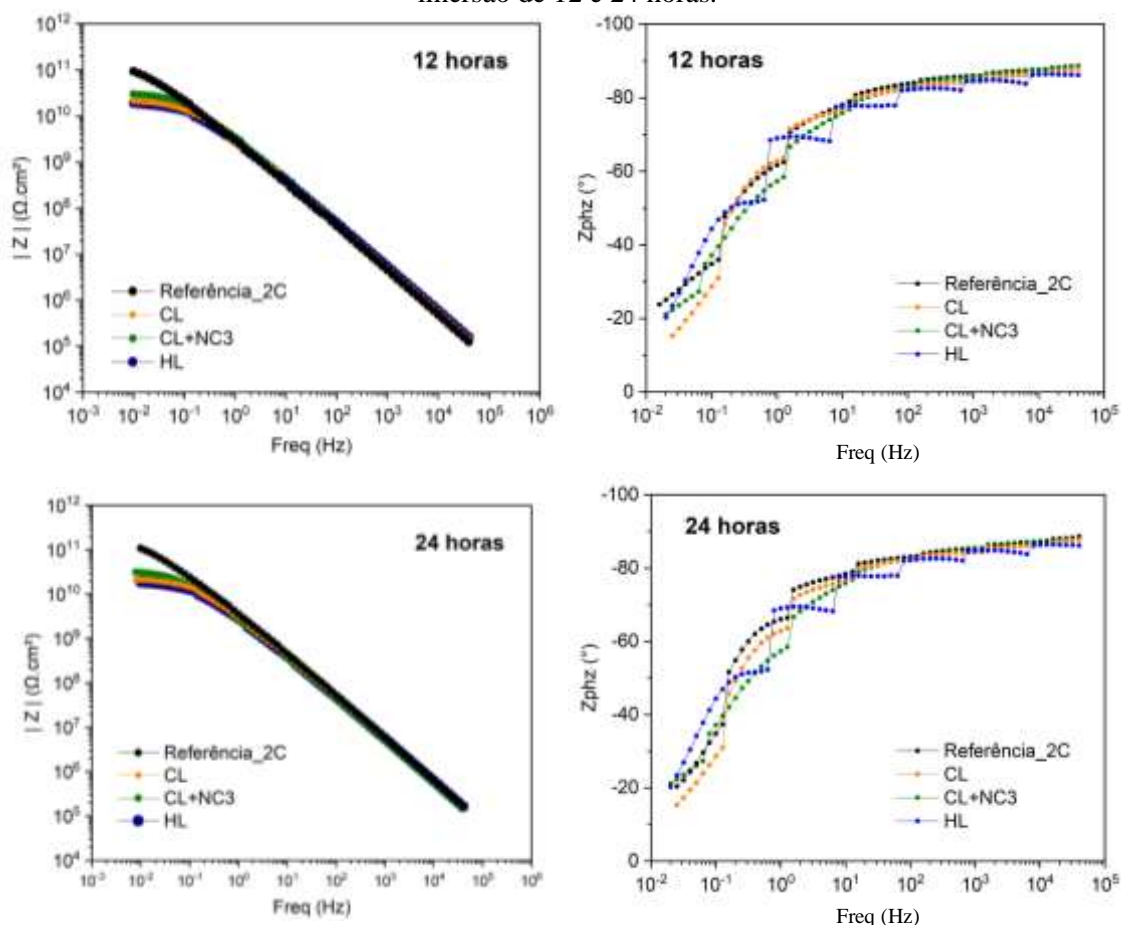 imersão de 12 e 24 horas.
10¹²
10¹¹
10¹⁰
10⁹
10⁸
10⁷
10⁶
10⁵
10⁴
|Z| (Ω.cm²)
12 horas
Referência_2C
CL
CL+NC3
HL
10⁻³ 10⁻² 10⁻¹ 10⁰ 10¹ 10² 10³ 10⁴ 10⁵ 10⁶
Freq (Hz)
-100
-80
-60
-40
-20
0
Zphz (°)
12 horas
Referência_2C
CL
CL+NC3
HL
10⁻² 10⁻¹ 10⁰ 10¹ 10² 10³ 10⁴ 10⁵
Freq (Hz)
10¹²
10¹¹
10¹⁰
10⁹
10⁸
10⁷
10⁶
10⁵
10⁴
|Z| (Ω.cm²)
24 horas
Referência_2C
CL
CL+NC3
HL
10⁻³ 10⁻² 10⁻¹ 10⁰ 10¹ 10² 10³ 10⁴ 10⁵ 10⁶
Freq (Hz)
-100
-80
-60
-40
-20
0
Zphz (°)
24 horas
Referência_2C
CL
CL+NC3
HL
10⁻² 10⁻¹ 10⁰ 10¹ 10² 10³ 10⁴ 10⁵
Freq (Hz)